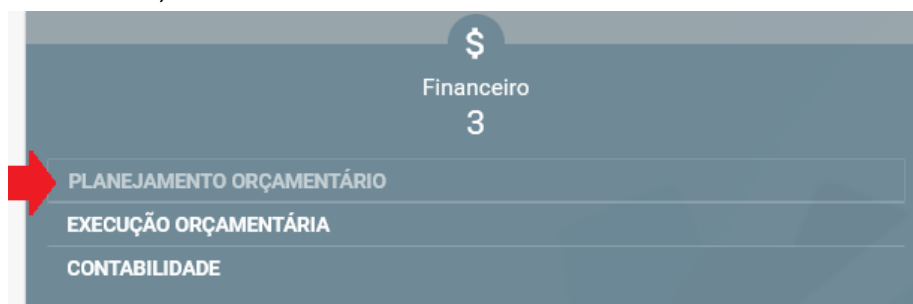 $
Financeiro
3
PLANEJAMENTO ORÇAMENTÁRIO
EXECUÇÃO ORÇAMENTÁRIA
CONTABILIDADE